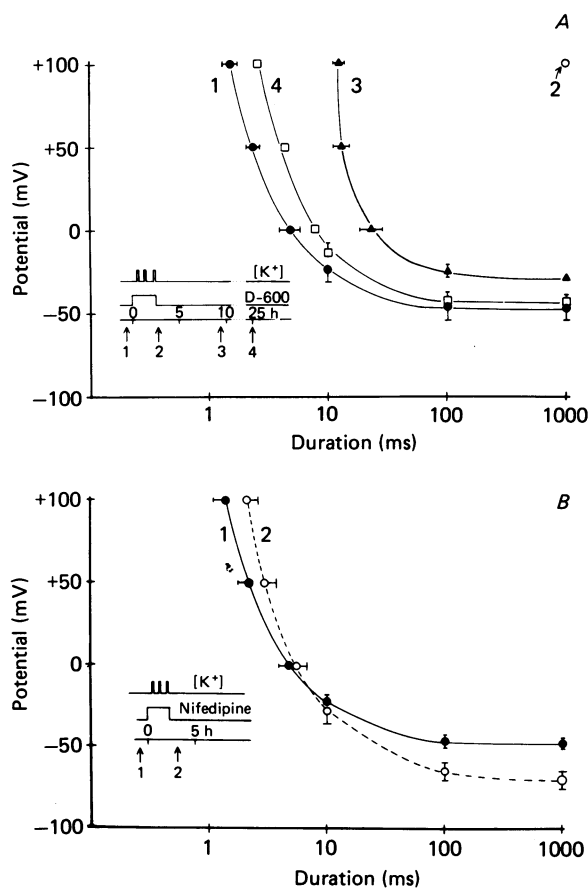 A
+100
+50
0
−50
−100
Potential (mV)
1
4
3
2
[K+]
D-600
0
5
10
25 h
1
2
3
4
1
10
100
1000
Duration (ms)
B
+100
+50
0
−50
−100
Potential (mV)
1
2
[K+]
Nifedipine
0
5 h
1
2
1
10
100
1000
Duration (ms)